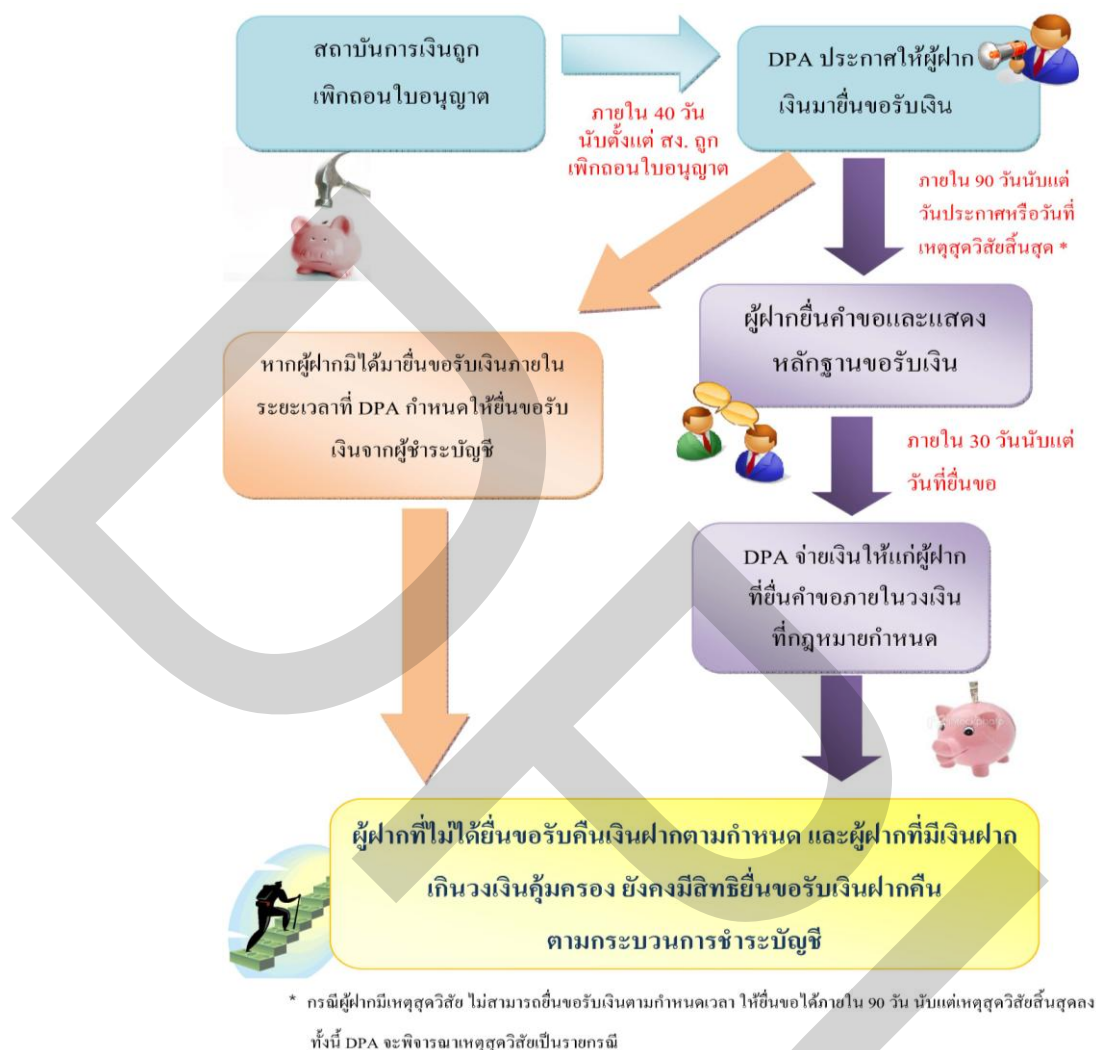 สถาบันการเงินถูก
เพิกถอนใบอนุญาต
ภายใน 40 วัน
นับตั้งแต่ สง. ถูก
เพิกถอนใบอนุญาต
DPA ประกาศให้ผู้ฝาก
เงินมายื่นขอรับเงิน
ภายใน 90 วันนับแต่
วันประกาศหรือวันที่
เหตุสุดวิสัยสิ้นสุด *
ผู้ฝากยื่นคำขอและแสดง
หลักฐานขอรับเงิน
หากผู้ฝากมิได้มายื่นขอรับเงินภายใน
ระยะเวลาที่ DPA กำหนดให้ยื่นขอรับ
เงินจากผู้ชำระบัญชี
ภายใน 30 วันนับแต่
วันที่ยื่นขอ
DPA จ่ายเงินให้แก่ผู้ฝาก
ที่ยื่นคำขอภายในวงเงิน
ที่กฎหมายกำหนด
ผู้ฝากที่ไม่ได้ยื่นขอรับคืนเงินฝากตามกำหนด และผู้ฝากที่มีเงินฝาก
เกินวงเงินคุ้มครอง ยังคงมีสิทธิยื่นขอรับเงินฝากคืน
ตามกระบวนการชำระบัญชี
* กรณีผู้ฝากมีเหตุสุดวิสัย ไม่สามารถยื่นขอรับเงินตามกำหนดเวลา ให้ยื่นขอได้ภายใน 90 วัน นับแต่เหตุสุดวิสัยสิ้นสุดลง
ทั้งนี้ DPA จะพิจารณาเหตุสุดวิสัยเป็นรายกรณี